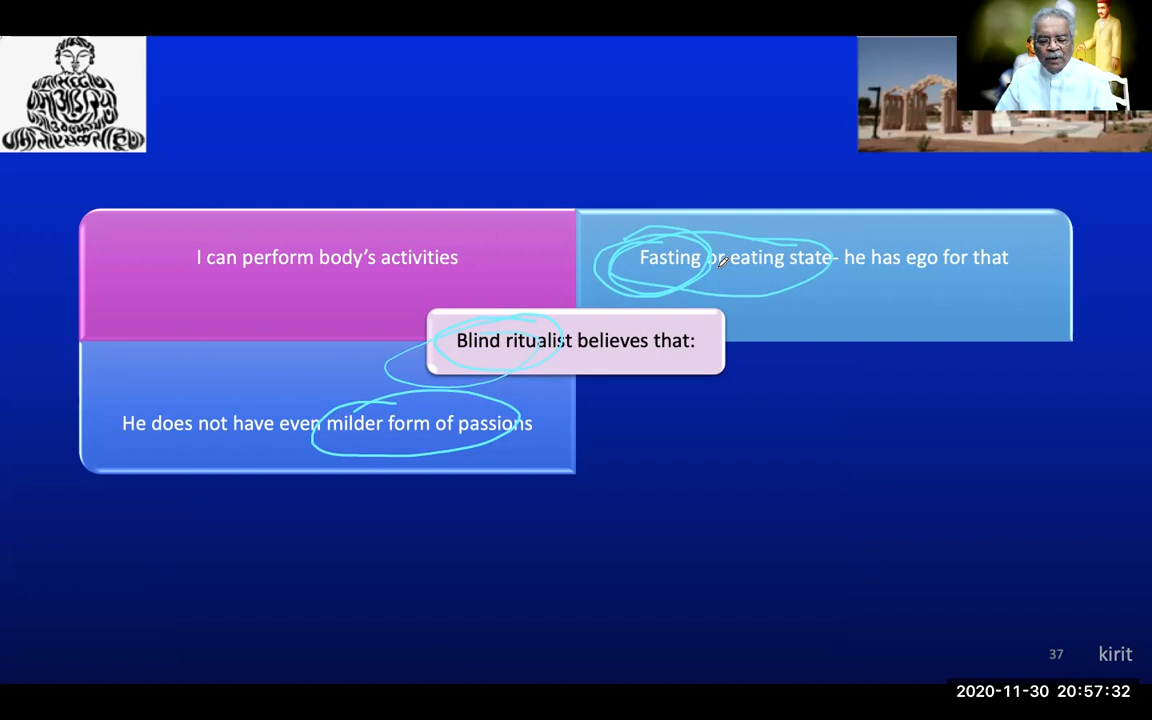 I can perform body's activities
Fasting or eating state- he has ego for that
Blind ritualist believes that:
He does not have even milder form of passions
37
kirit
2020-11-30 20:57:32